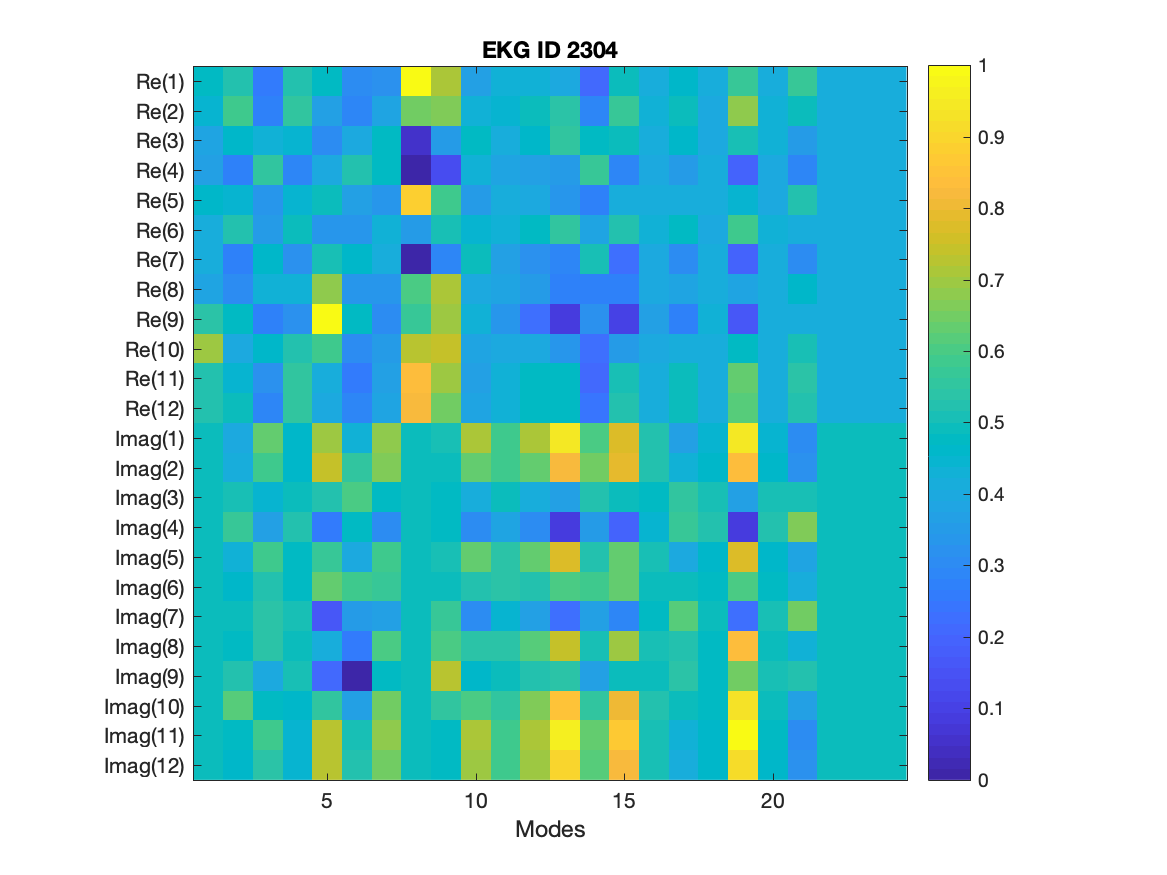 EKG ID 2304
Re(1)
Re(2)
Re(3)
Re(4)
Re(5)
Re(6)
Re(7)
Re(8)
Re(9)
Re(10)
Re(11)
Re(12)
Imag(1)
Imag(2)
Imag(3)
Imag(4)
Imag(5)
Imag(6)
Imag(7)
Imag(8)
Imag(9)
Imag(10)
Imag(11)
Imag(12)
5 10 15 20
Modes
1
0.9
0.8
0.7
0.6
0.5
0.4
0.3
0.2
0.1
0